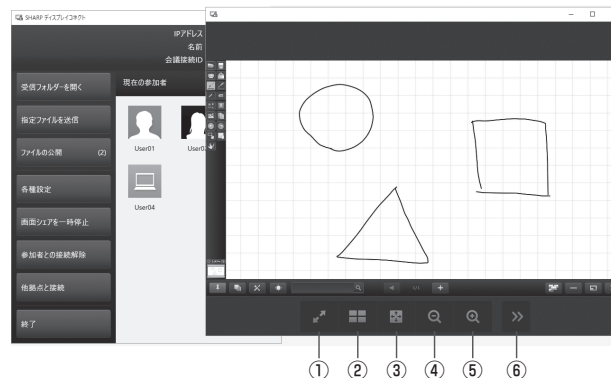 SHARP ディスプレイコネクト
IPアドレス
名前
会議接続ID
受信フォルダーを開く
現在の参加者
指定ファイルを送信
User01
ファイルの公開 (2)
User04
各種設定
画面シェアを一時停止
参加者との接続解除
他拠点と接続
終了
1/1
① ② ③ ④ ⑤ ⑥